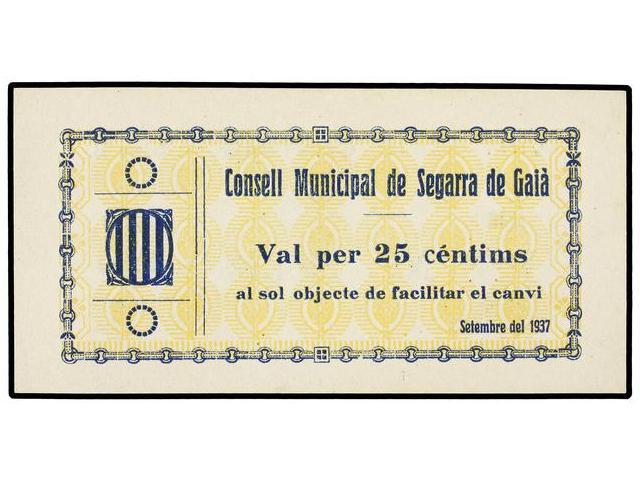 Consell Municipal de Segarra de Gaià
Val per 25 céntims
al sol objecte de facilitar el canvi
Setembre del 1937